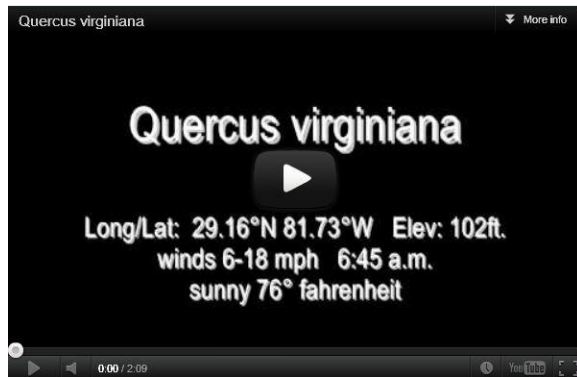 Quercus virginiana More info
Quercus virginiana
Long/Lat: 29.16°N 81.73°W Elev: 102ft.
winds 6-18 mph 6:45 a.m.
sunny 76° fahrenheit
0:00 / 2:09 YouTube